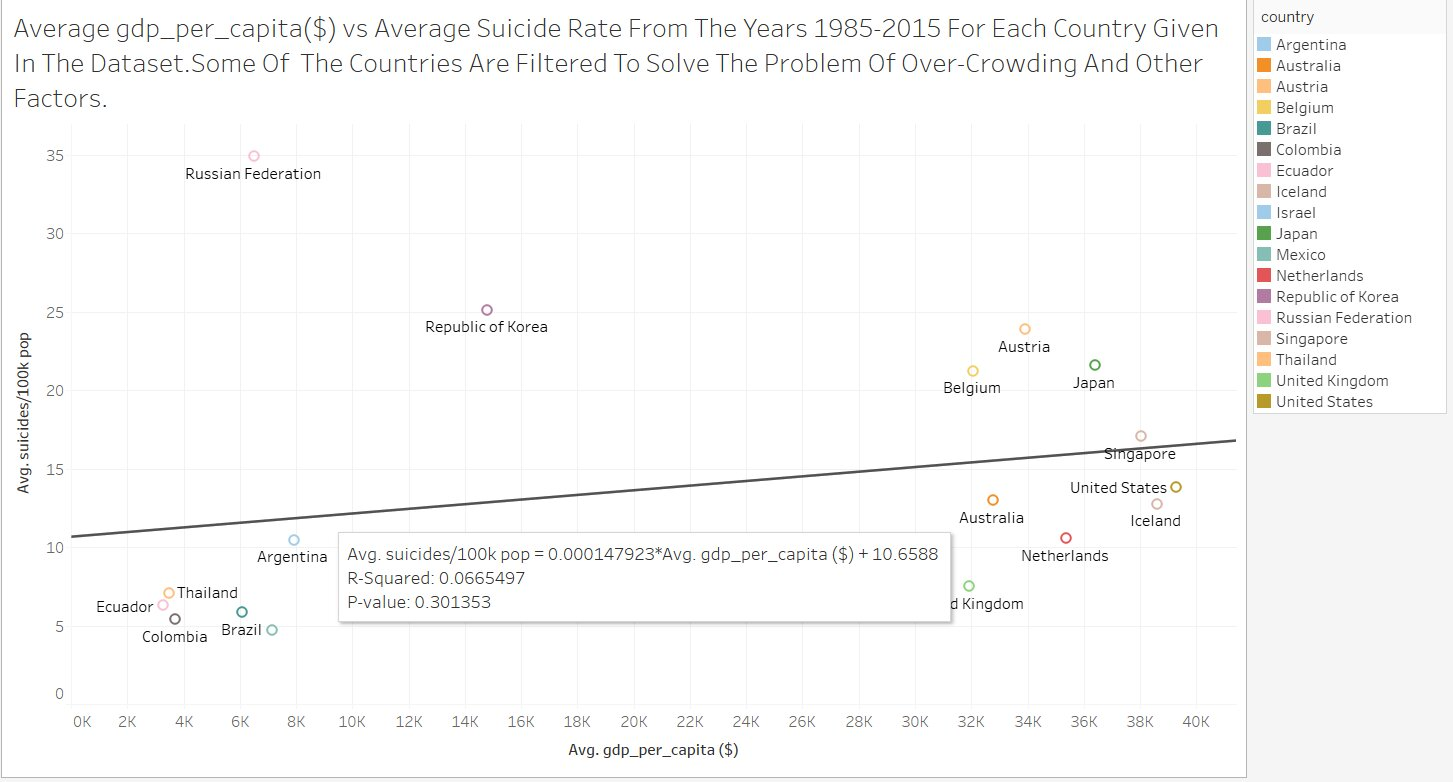 Average gdp_per_capita($) vs Average Suicide Rate From The Years 1985-2015 For Each Country Given
In The Dataset.Some Of The Countries Are Filtered To Solve The Problem Of Over-Crowding And Other
Factors.
country
Argentina
Australia
Austria
Belgium
Brazil
Colombia
Ecuador
Iceland
Israel
Japan
Mexico
Netherlands
Republic of Korea
Russian Federation
Singapore
Thailand
United Kingdom
United States
Avg. suicides/100k pop
35
30
25
20
15
10
5
0
Russian Federation
Republic of Korea
Austria
Belgium
Japan
Singapore
United States
Australia
Iceland
Argentina
Netherlands
Avg. suicides/100k pop = 0.000147923*Avg. gdp_per_capita ($) + 10.6588
R-Squared: 0.0665497
P-value: 0.301353
Thailand
Ecuador
d Kingdom
Brazil
Colombia
0K 2K 4K 6K 8K 10K 12K 14K 16K 18K 20K 22K 24K 26K 28K 30K 32K 34K 36K 38K 40K
Avg. gdp_per_capita ($)